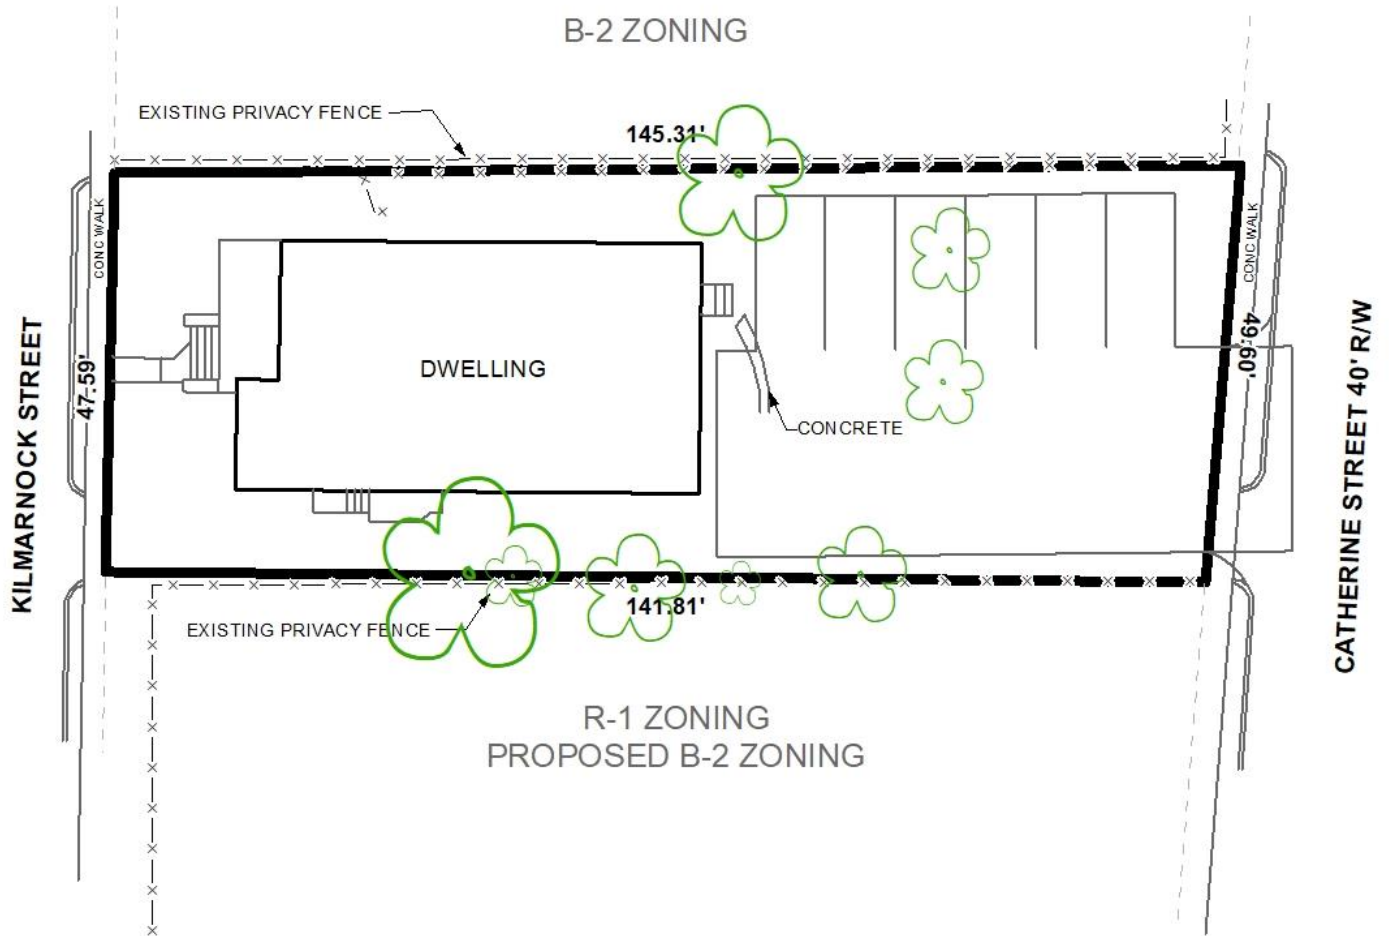 B-2 ZONING
EXISTING PRIVACY FENCE
145.31'
CONC WALK
CONC WALK
KILMARNOCK STREET
47.59'
DWELLING
49.60'
CATHERINE STREET 40' R/W
CONCRETE
141.81'
EXISTING PRIVACY FENCE
R-1 ZONING
PROPOSED B-2 ZONING